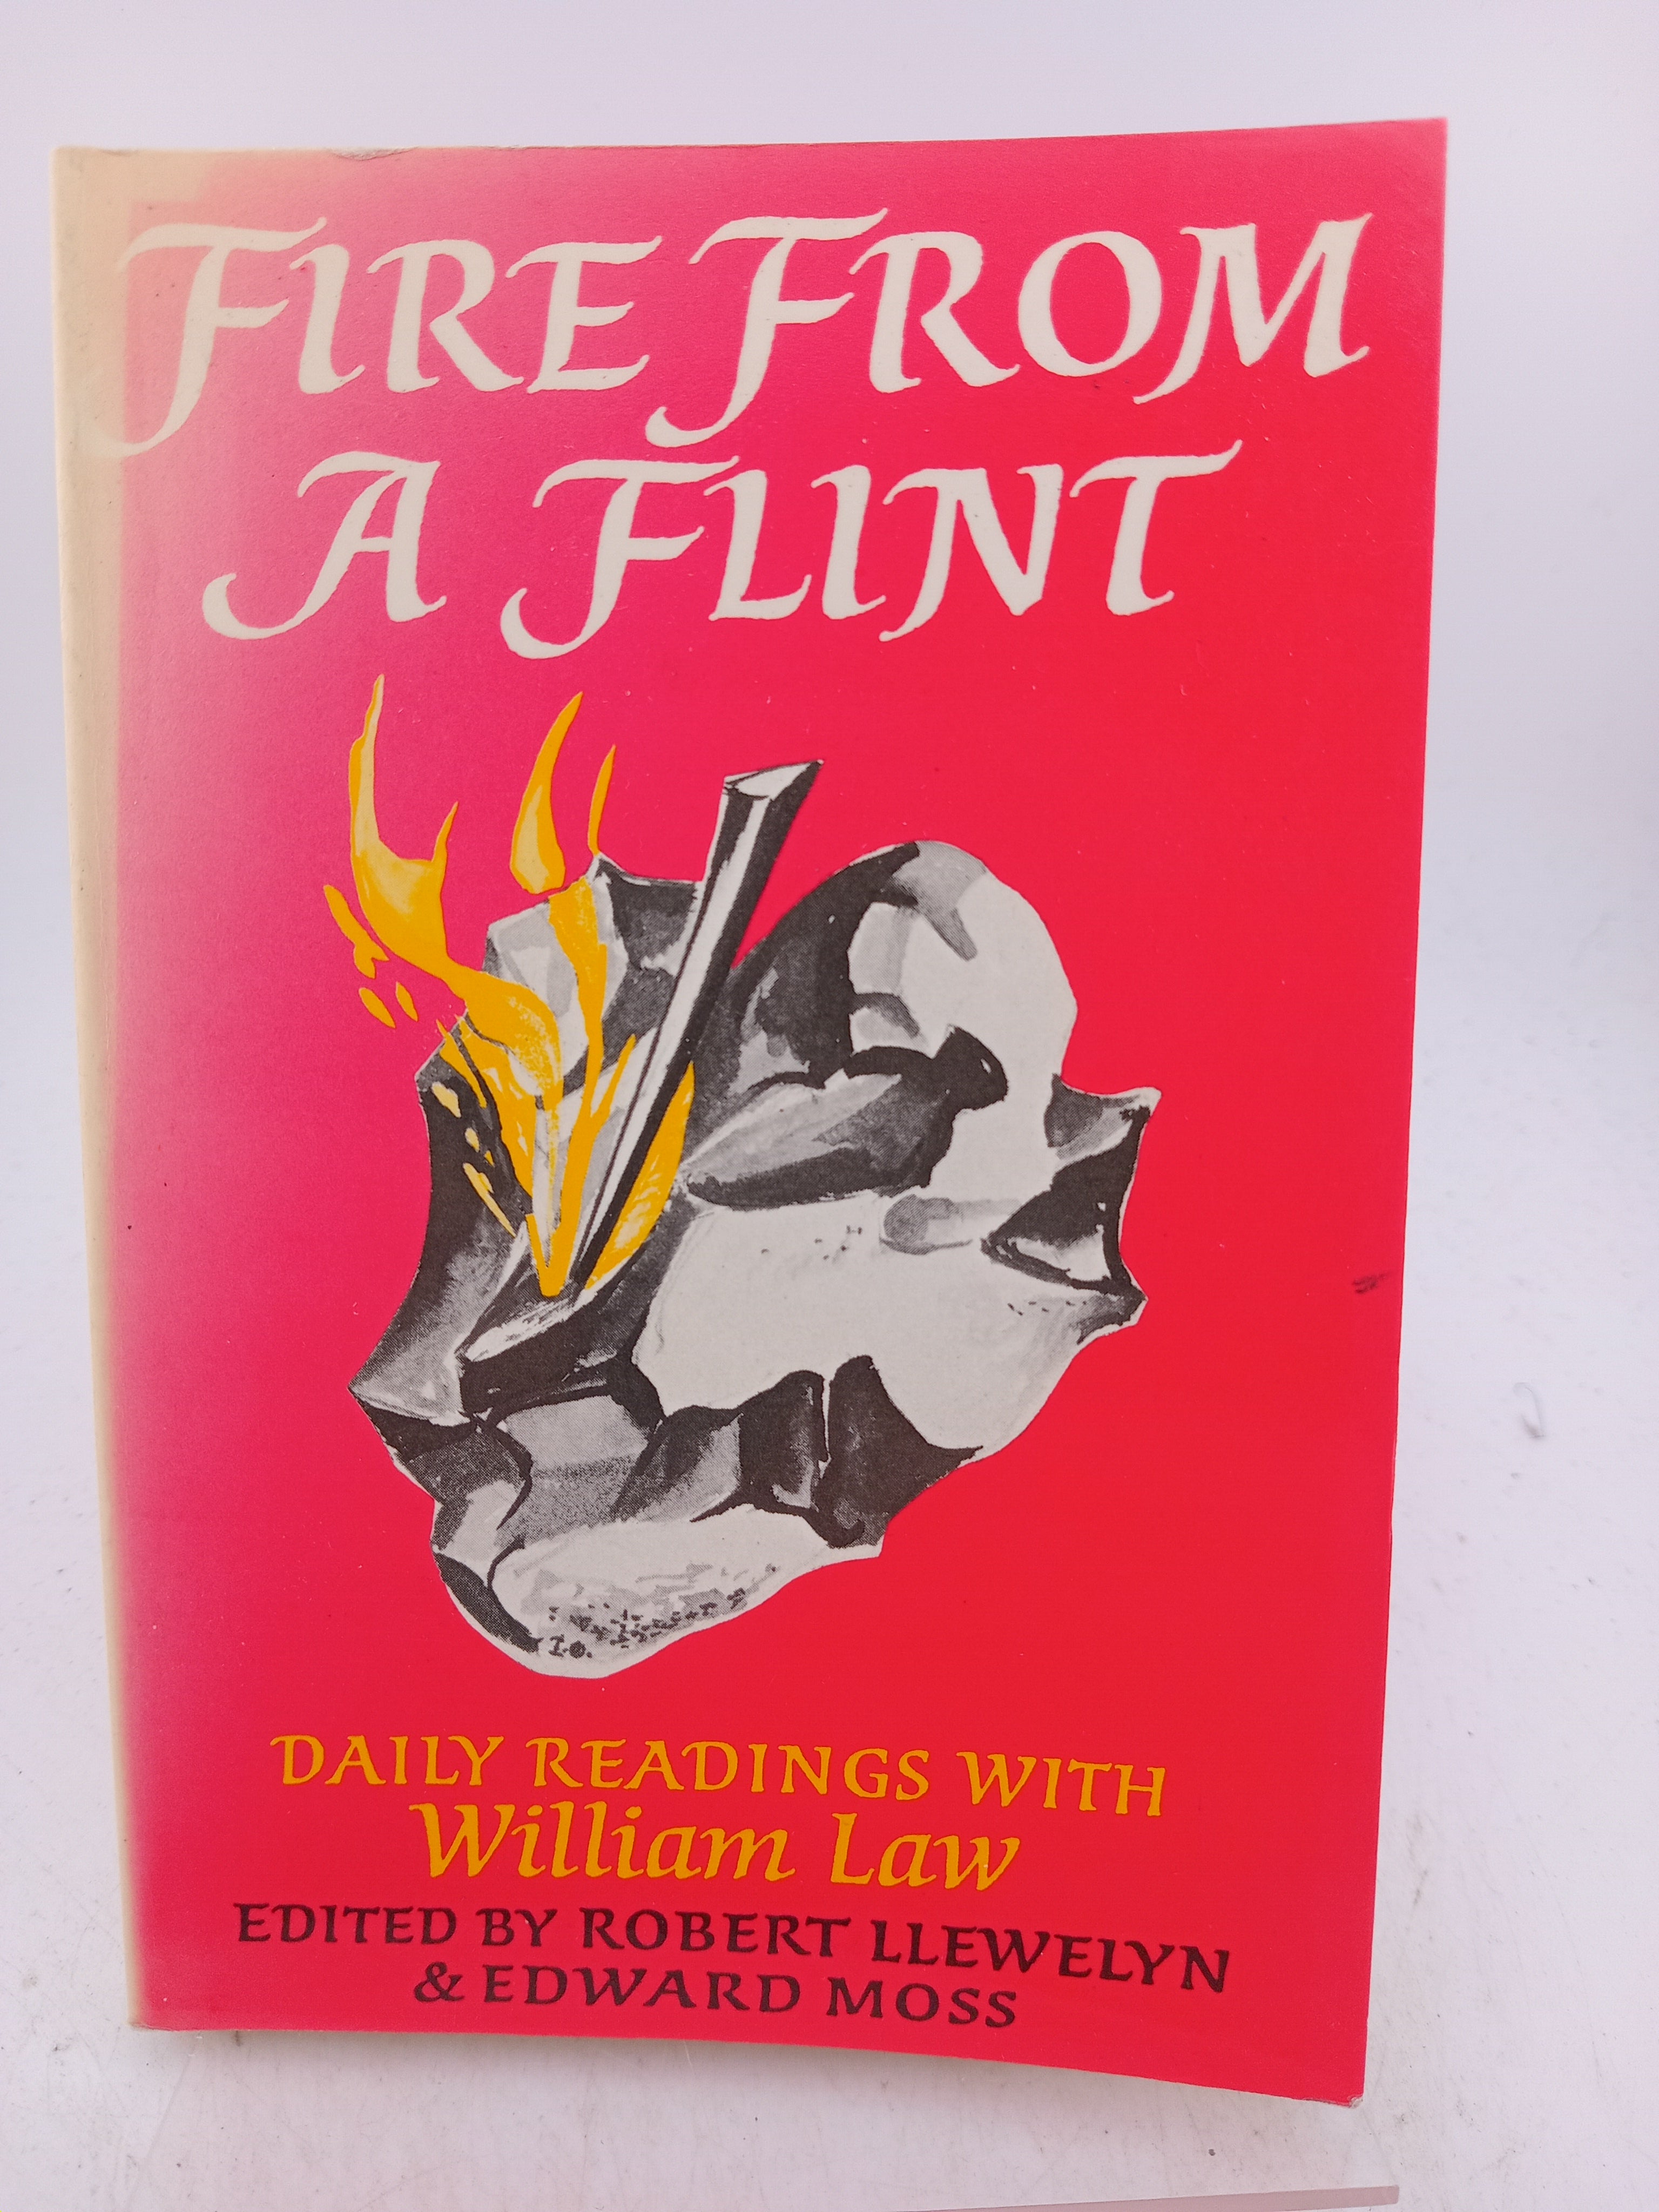 FIRE FROM
A FLINT
I.O.
DAILY READINGS WITH
William Law
EDITED BY ROBERT LLEWELYN
& EDWARD MOSS